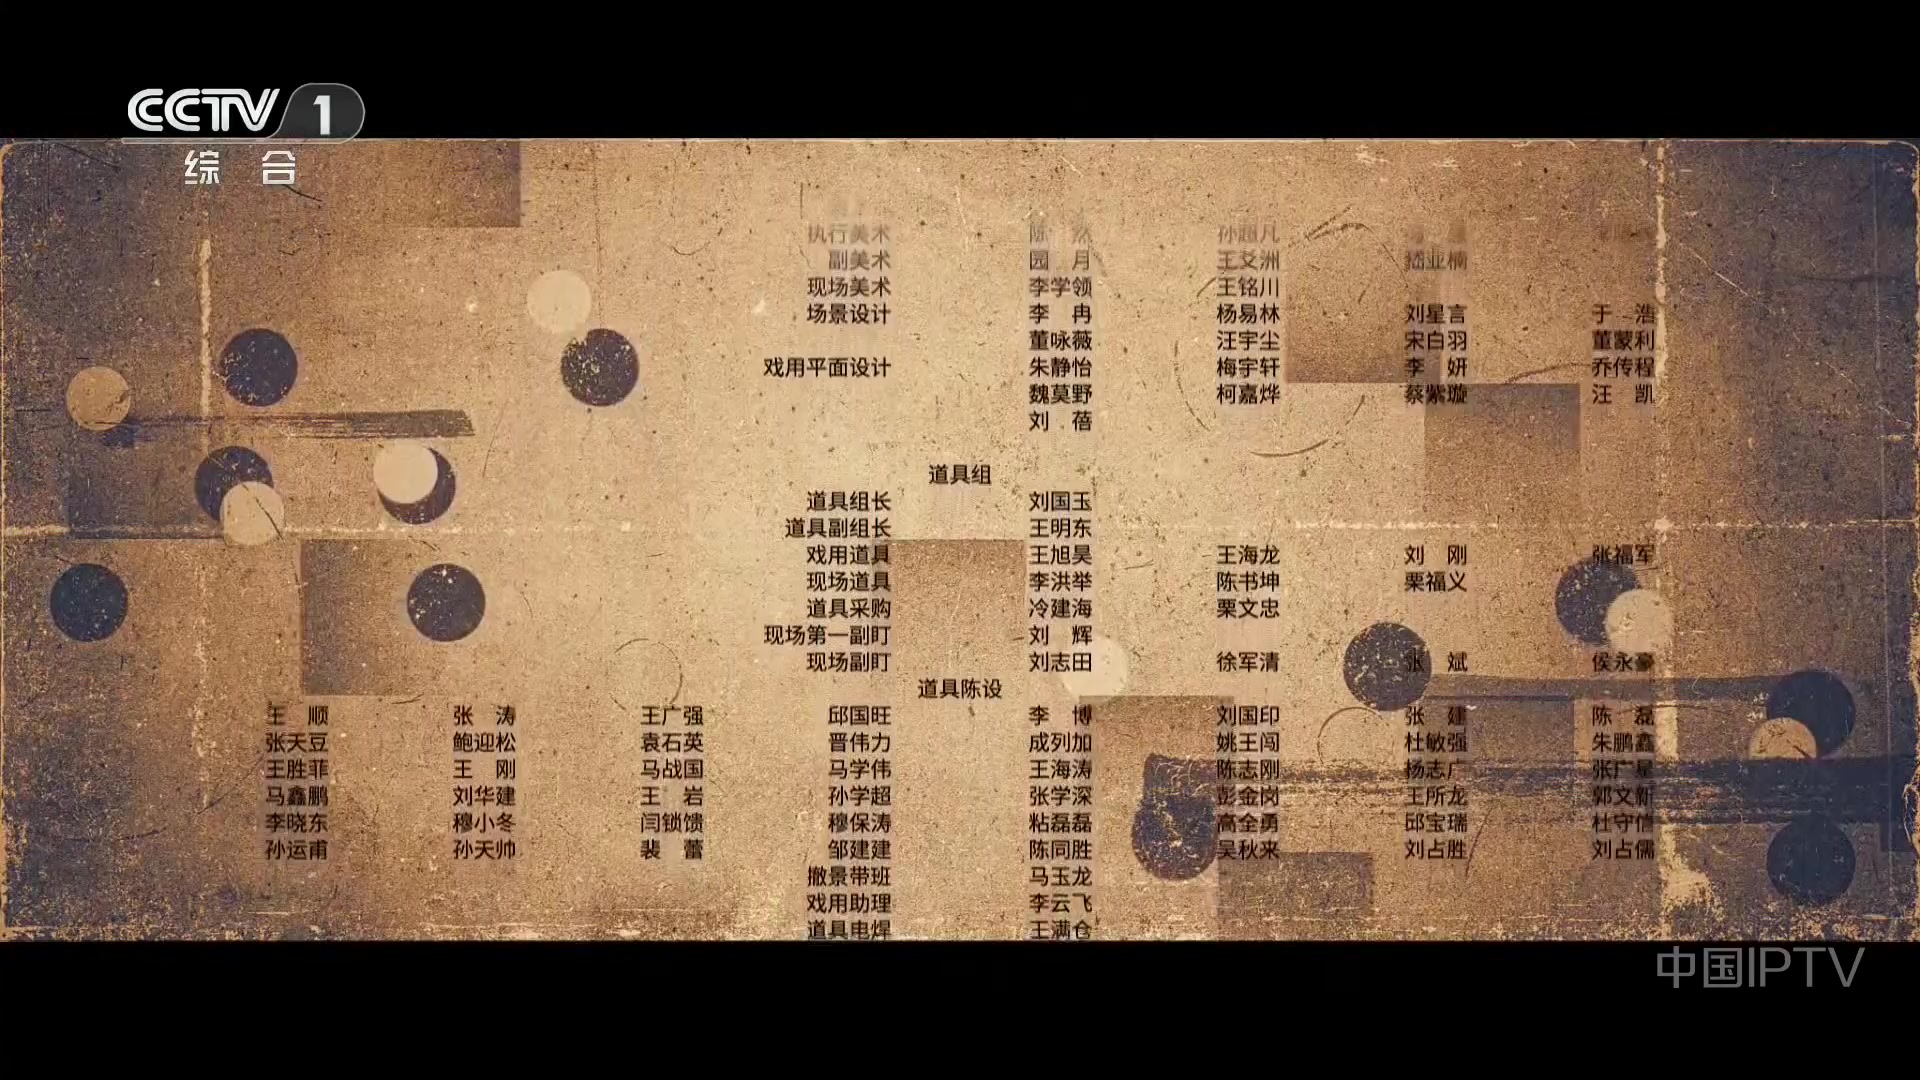 CCTV 1
综 合
执行美术 陈 然 孙超凡
副美术 园 月 王艾洲 嵇亚楠
现场美术 李学领 王铭川
场景设计 李 冉 杨易林 刘星言 于 浩
董咏薇 汪宇尘 宋白羽 董蒙利
戏用平面设计 朱静怡 梅宇轩 李 妍 乔传程
魏莫野 柯嘉烨 蔡紫璇 汪 凯
刘 蓓
道具组
道具组长 刘国玉
道具副组长 王明东
戏用道具 王旭昊 王海龙 刘 刚 张福军
现场道具 李洪举 陈书坤 栗福义
道具采购 冷建海 栗文忠
现场第一副盯 刘 辉
现场副盯 刘志田 徐军清 张 斌 侯永豪
道具陈设
王 顺 张 涛 王广强 邱国旺 李 博 刘国印 张 建 陈 磊
张天豆 鲍迎松 袁石英 晋伟力 成列加 姚王闯 杜敏强 朱鹏鑫
王胜菲 王 刚 马战国 马学伟 王海涛 陈志刚 杨志广 张广星
马鑫鹏 刘华建 王 岩 孙学超 张学深 彭金岗 王所龙 郭文新
李晓东 穆小冬 闫锁馈 穆保涛 粘磊磊 高全勇 邱宝瑞 杜守信
孙运甫 孙天帅 裴 蕾 邹建建 陈同胜 吴秋来 刘占胜 刘占儒
撤景带班 马玉龙
戏用助理 李云飞
道具电焊 王满仓
中国IPTV